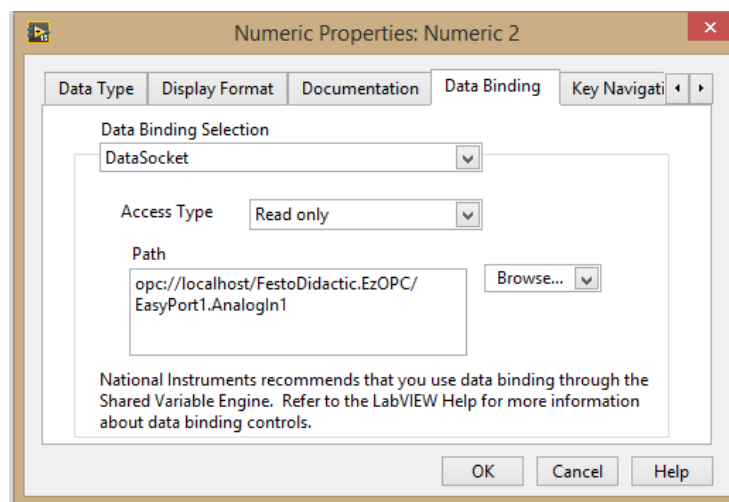 Numeric Properties: Numeric 2
Data Type Display Format Documentation Data Binding Key Navigati
Data Binding Selection
DataSocket
Access Type Read only
Path
opc://localhost/FestoDidactic.EzOPC/
EasyPort1.AnalogIn1
Browse...
National Instruments recommends that you use data binding through the
Shared Variable Engine. Refer to the LabVIEW Help for more information
about data binding controls.
OK Cancel Help